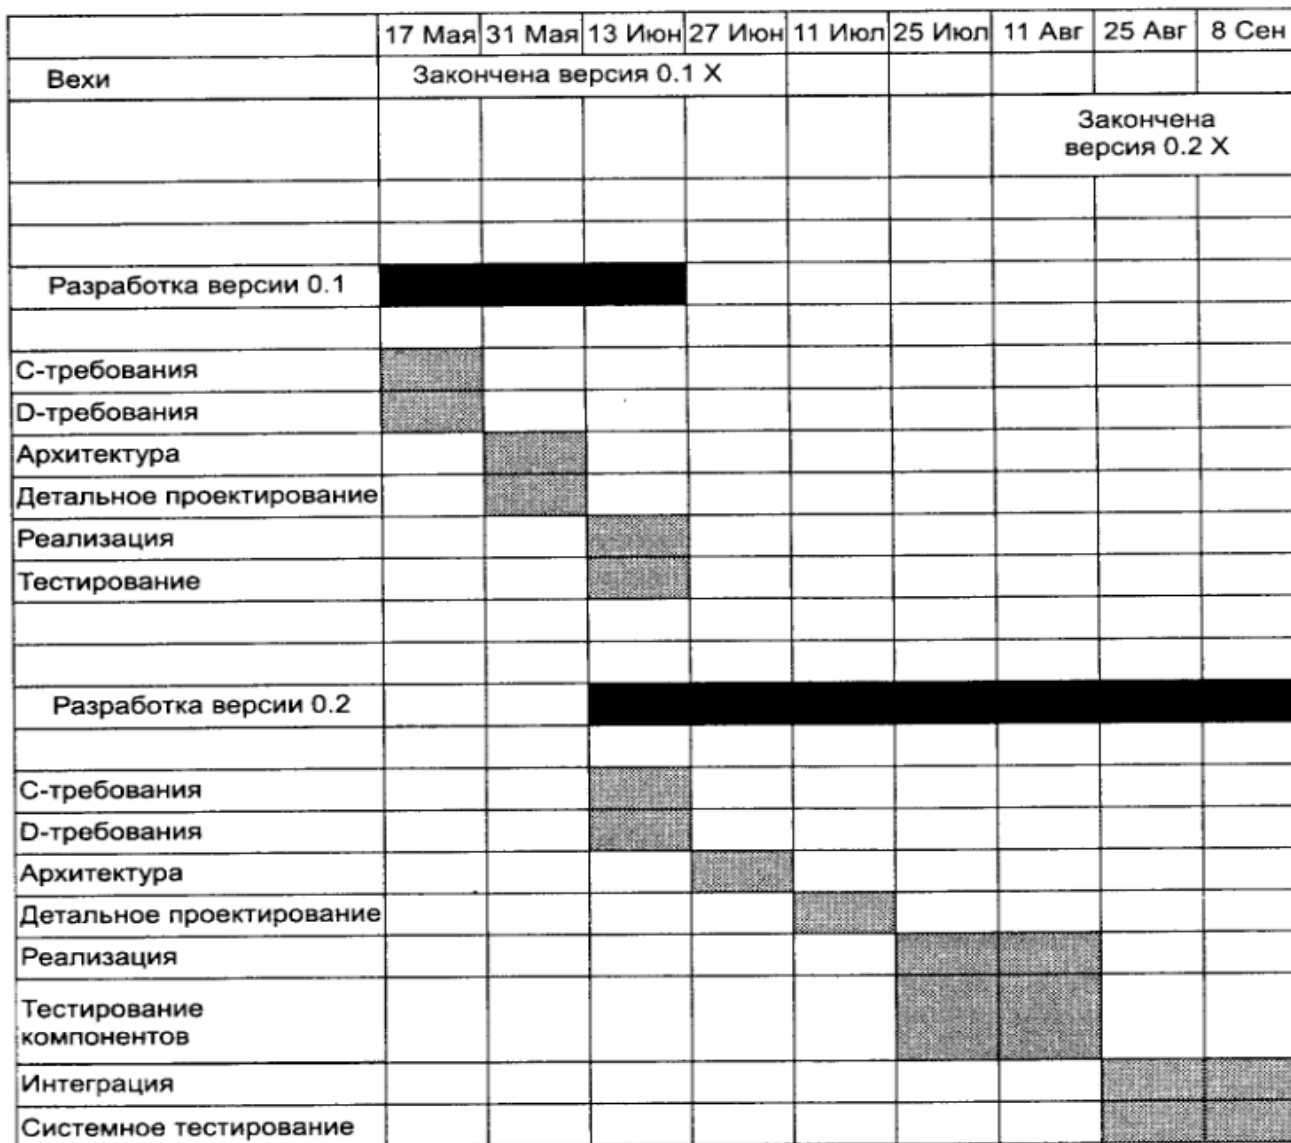 17 Мая 31 Мая 13 Июн 27 Июн 11 Июл 25 Июл 11 Авг 25 Авг 8 Сен
Вехи Закончена версия 0.1 X
Закончена
версия 0.2 X
Разработка версии 0.1
С-требования
D-требования
Архитектура
Детальное проектирование
Реализация
Тестирование
Разработка версии 0.2
С-требования
D-требования
Архитектура
Детальное проектирование
Реализация
Тестирование
компонентов
Интеграция
Системное тестирование